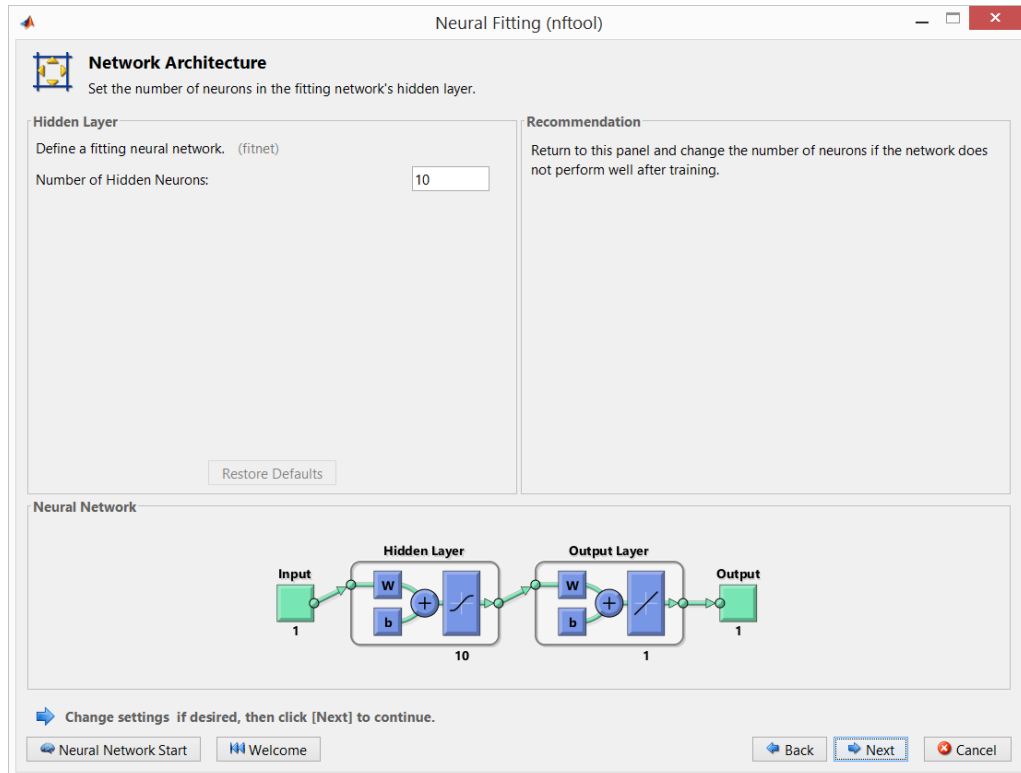 Neural Fitting (nftool)
Network Architecture
Set the number of neurons in the fitting network's hidden layer.
Hidden Layer
Define a fitting neural network. (fitnet)
Number of Hidden Neurons: 10
Restore Defaults
Recommendation
Return to this panel and change the number of neurons if the network does
not perform well after training.
Neural Network
Hidden Layer Output Layer
Input Output
W W
b b
1 10 1 1
Change settings if desired, then click [Next] to continue.
Neural Network Start Welcome Back Next Cancel